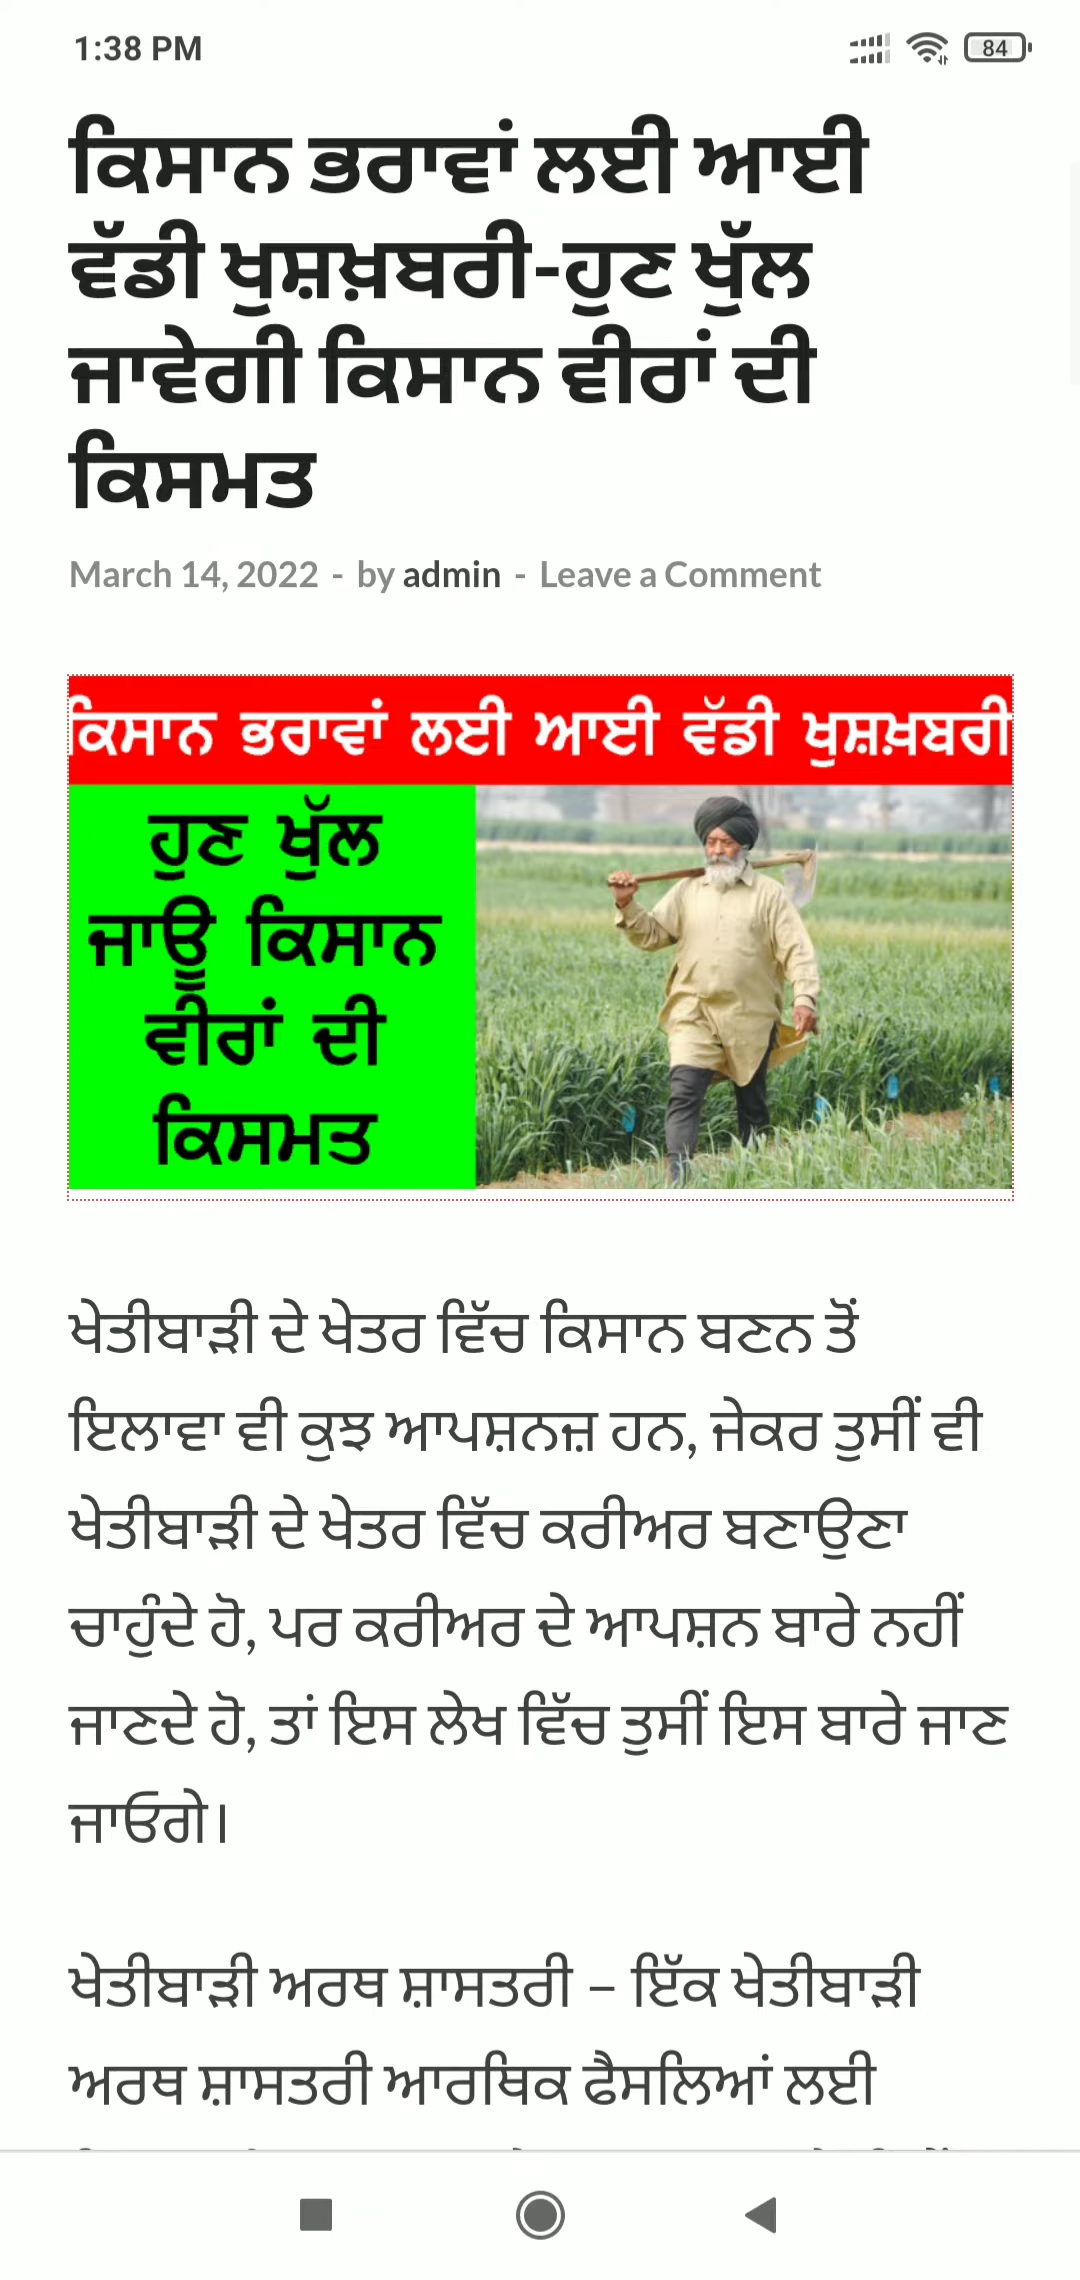 1:38 PM
84
ਕਿਸਾਨ ਭਰਾਵਾਂ ਲਈ ਆਈ
ਵੱਡੀ ਖੁਸ਼ਖ਼ਬਰੀ-ਹੁਣ ਖੁੱਲ
ਜਾਵੇਗੀ ਕਿਸਾਨ ਵੀਰਾਂ ਦੀ
ਕਿਸਮਤ
March 14, 2022 - by admin - Leave a Comment
ਕਿਸਾਨ ਭਰਾਵਾਂ ਲਈ ਆਈ ਵੱਡੀ ਖੁਸ਼ਖ਼ਬਰੀ
ਹੁਣ ਖੁੱਲ
ਜਾਊ ਕਿਸਾਨ
ਵੀਰਾਂ ਦੀ
ਕਿਸਮਤ
ਖੇਤੀਬਾੜੀ ਦੇ ਖੇਤਰ ਵਿੱਚ ਕਿਸਾਨ ਬਣਨ ਤੋਂ
ਇਲਾਵਾ ਵੀ ਕੁਝ ਆਪਸ਼ਨਜ਼ ਹਨ, ਜੇਕਰ ਤੁਸੀਂ ਵੀ
ਖੇਤੀਬਾੜੀ ਦੇ ਖੇਤਰ ਵਿੱਚ ਕਰੀਅਰ ਬਣਾਉਣਾ
ਚਾਹੁੰਦੇ ਹੋ, ਪਰ ਕਰੀਅਰ ਦੇ ਆਪਸ਼ਨ ਬਾਰੇ ਨਹੀਂ
ਜਾਣਦੇ ਹੋ, ਤਾਂ ਇਸ ਲੇਖ ਵਿੱਚ ਤੁਸੀਂ ਇਸ ਬਾਰੇ ਜਾਣ
ਜਾਓਗੇ।
ਖੇਤੀਬਾੜੀ ਅਰਥ ਸ਼ਾਸਤਰੀ – ਇੱਕ ਖੇਤੀਬਾੜੀ
ਅਰਥ ਸ਼ਾਸਤਰੀ ਆਰਥਿਕ ਫੈਸਲਿਆਂ ਲਈ